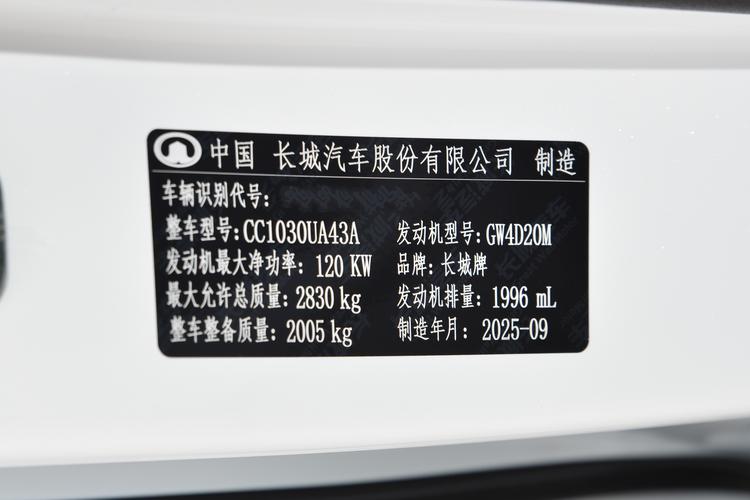 中国 长城汽车股份有限公司 制造
车辆识别代号:
整车型号:CC1030UA43A 发动机型号:GW4D20M
发动机最大净功率: 120 KW 品牌:长城牌
最大允许总质量: 2830 kg 发动机排量: 1996 mL
整车整备质量: 2005 kg 制造年月: 2025-09